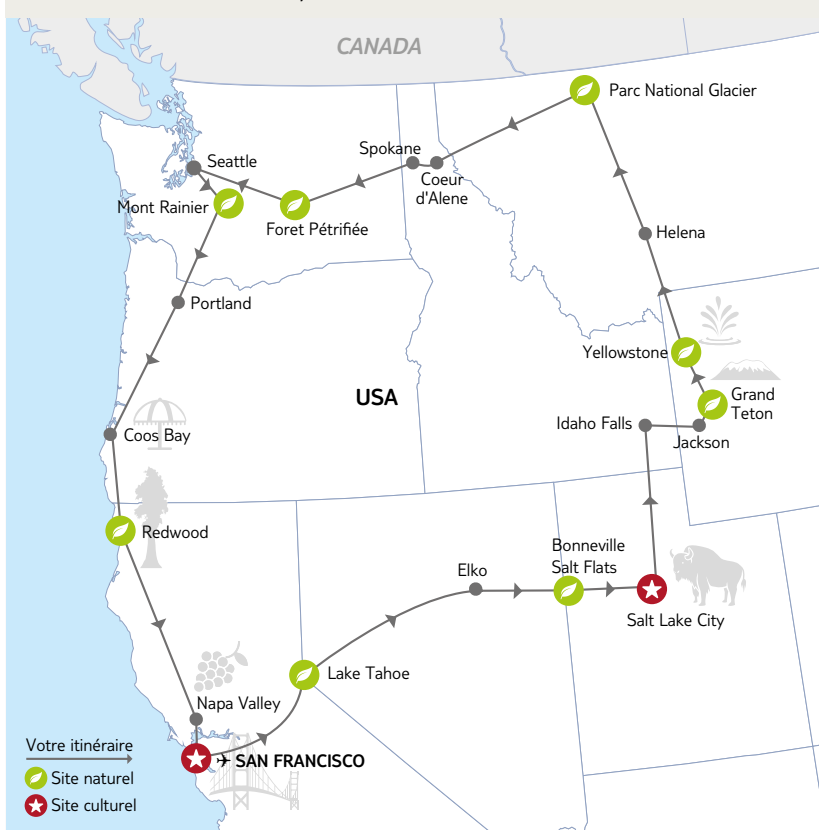 CANADA
Parc National Glacier
Spokane
Seattle
Coeur
d'Alene
Mont Rainier
Foret Pétrifiée
Helena
Portland
Yellowstone
USA
Grand
Teton
Idaho Falls
Coos Bay
Jackson
Redwood
Bonneville
Salt Flats
Elko
Salt Lake City
Lake Tahoe
Napa Valley
SAN FRANCISCO
Votre itinéraire
Site naturel
Site culturel